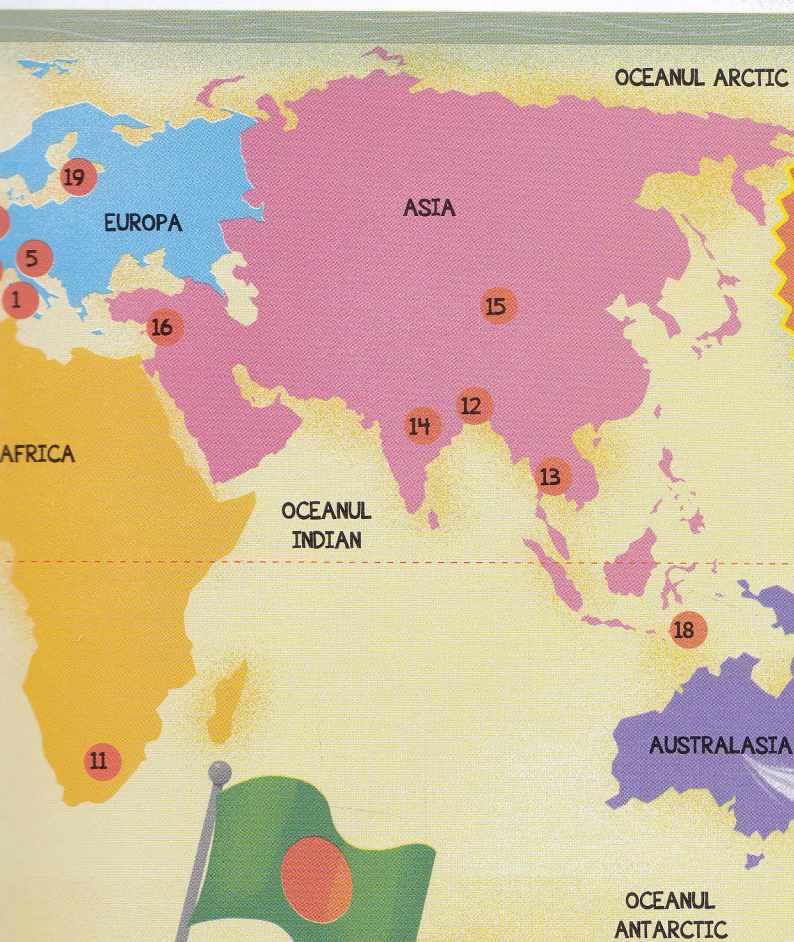 OCEANUL ARCTIC
19
ASIA
EUROPA
5
1
15
16
12
14
AFRICA
13
OCEANUL
INDIAN
18
AUSTRALASIA
11
OCEANUL
ANTARCTIC